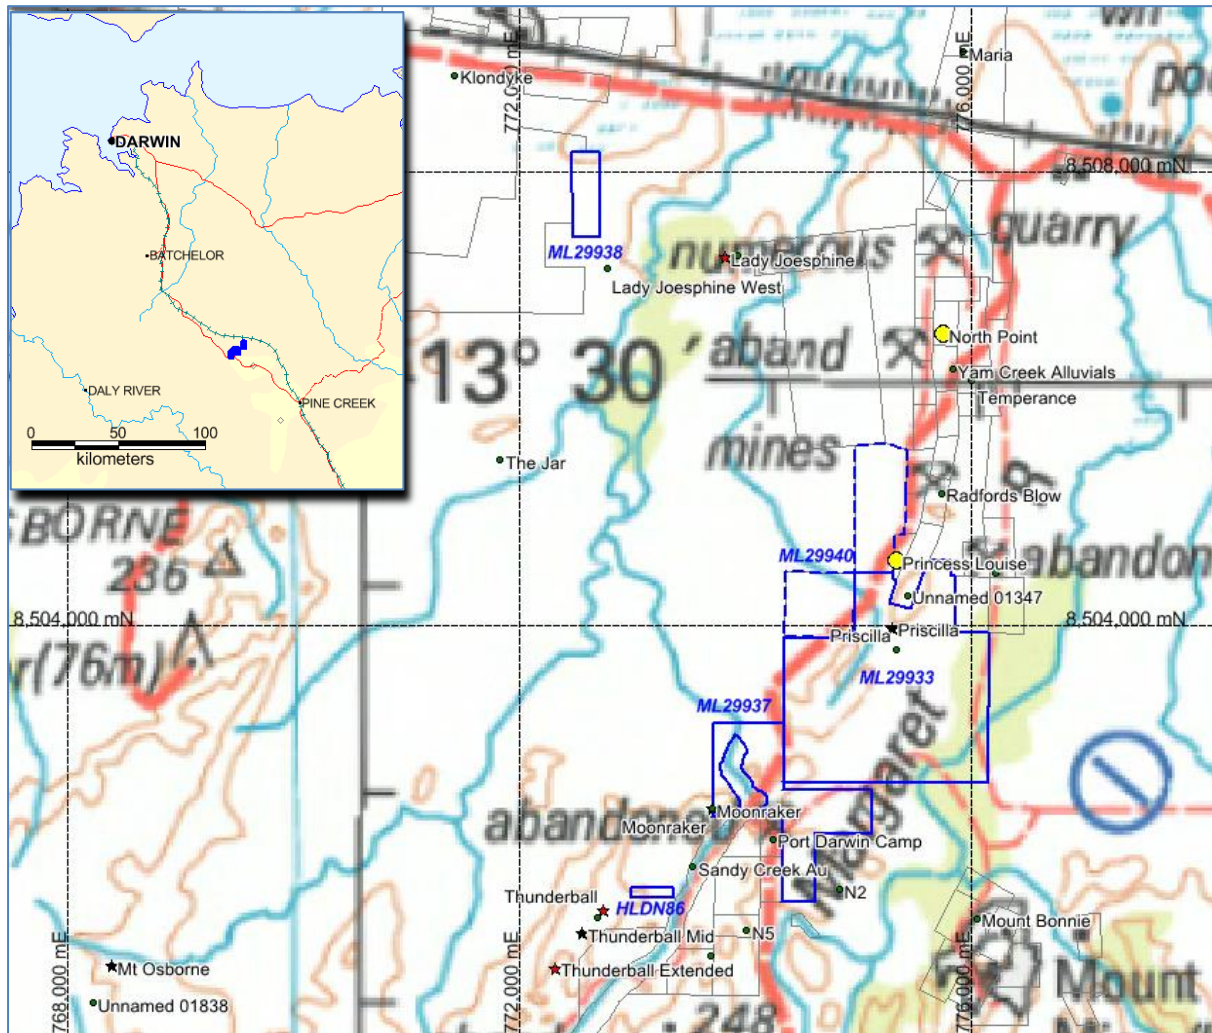 DARWIN
BATCHELOR
DALY RIVER
PINE CREEK
0 50 100
kilometers
Klondyke
772,000 mE
776,000 mE
Maria
8,508,000 mN
ML29938
numerous
quarry
Lady Joesphine
Lady Joesphine West
North Point
13° 30 '
aband
Yam Creek Alluvials
Temperance
mines
The Jar
Radfords Blow
BORNE
236
ML29940
Princess Louise
abandon
Unnamed 01347
8,504,000 mN
8,504,000 mN
Priscilla
Priscilla
r(76m)
ML29933
ML29937
Margaret
Moonraker
Moonraker
abandoned
Port Darwin Camp
Sandy Creek Au
Thunderball
HLDN86
N2
Mount Bonnie
Thunderball Mid
N5
Mt Osborne
Thunderball Extended
Mount
Unnamed 01838
248
768,000 mE
772,000 mE
776,000 mE